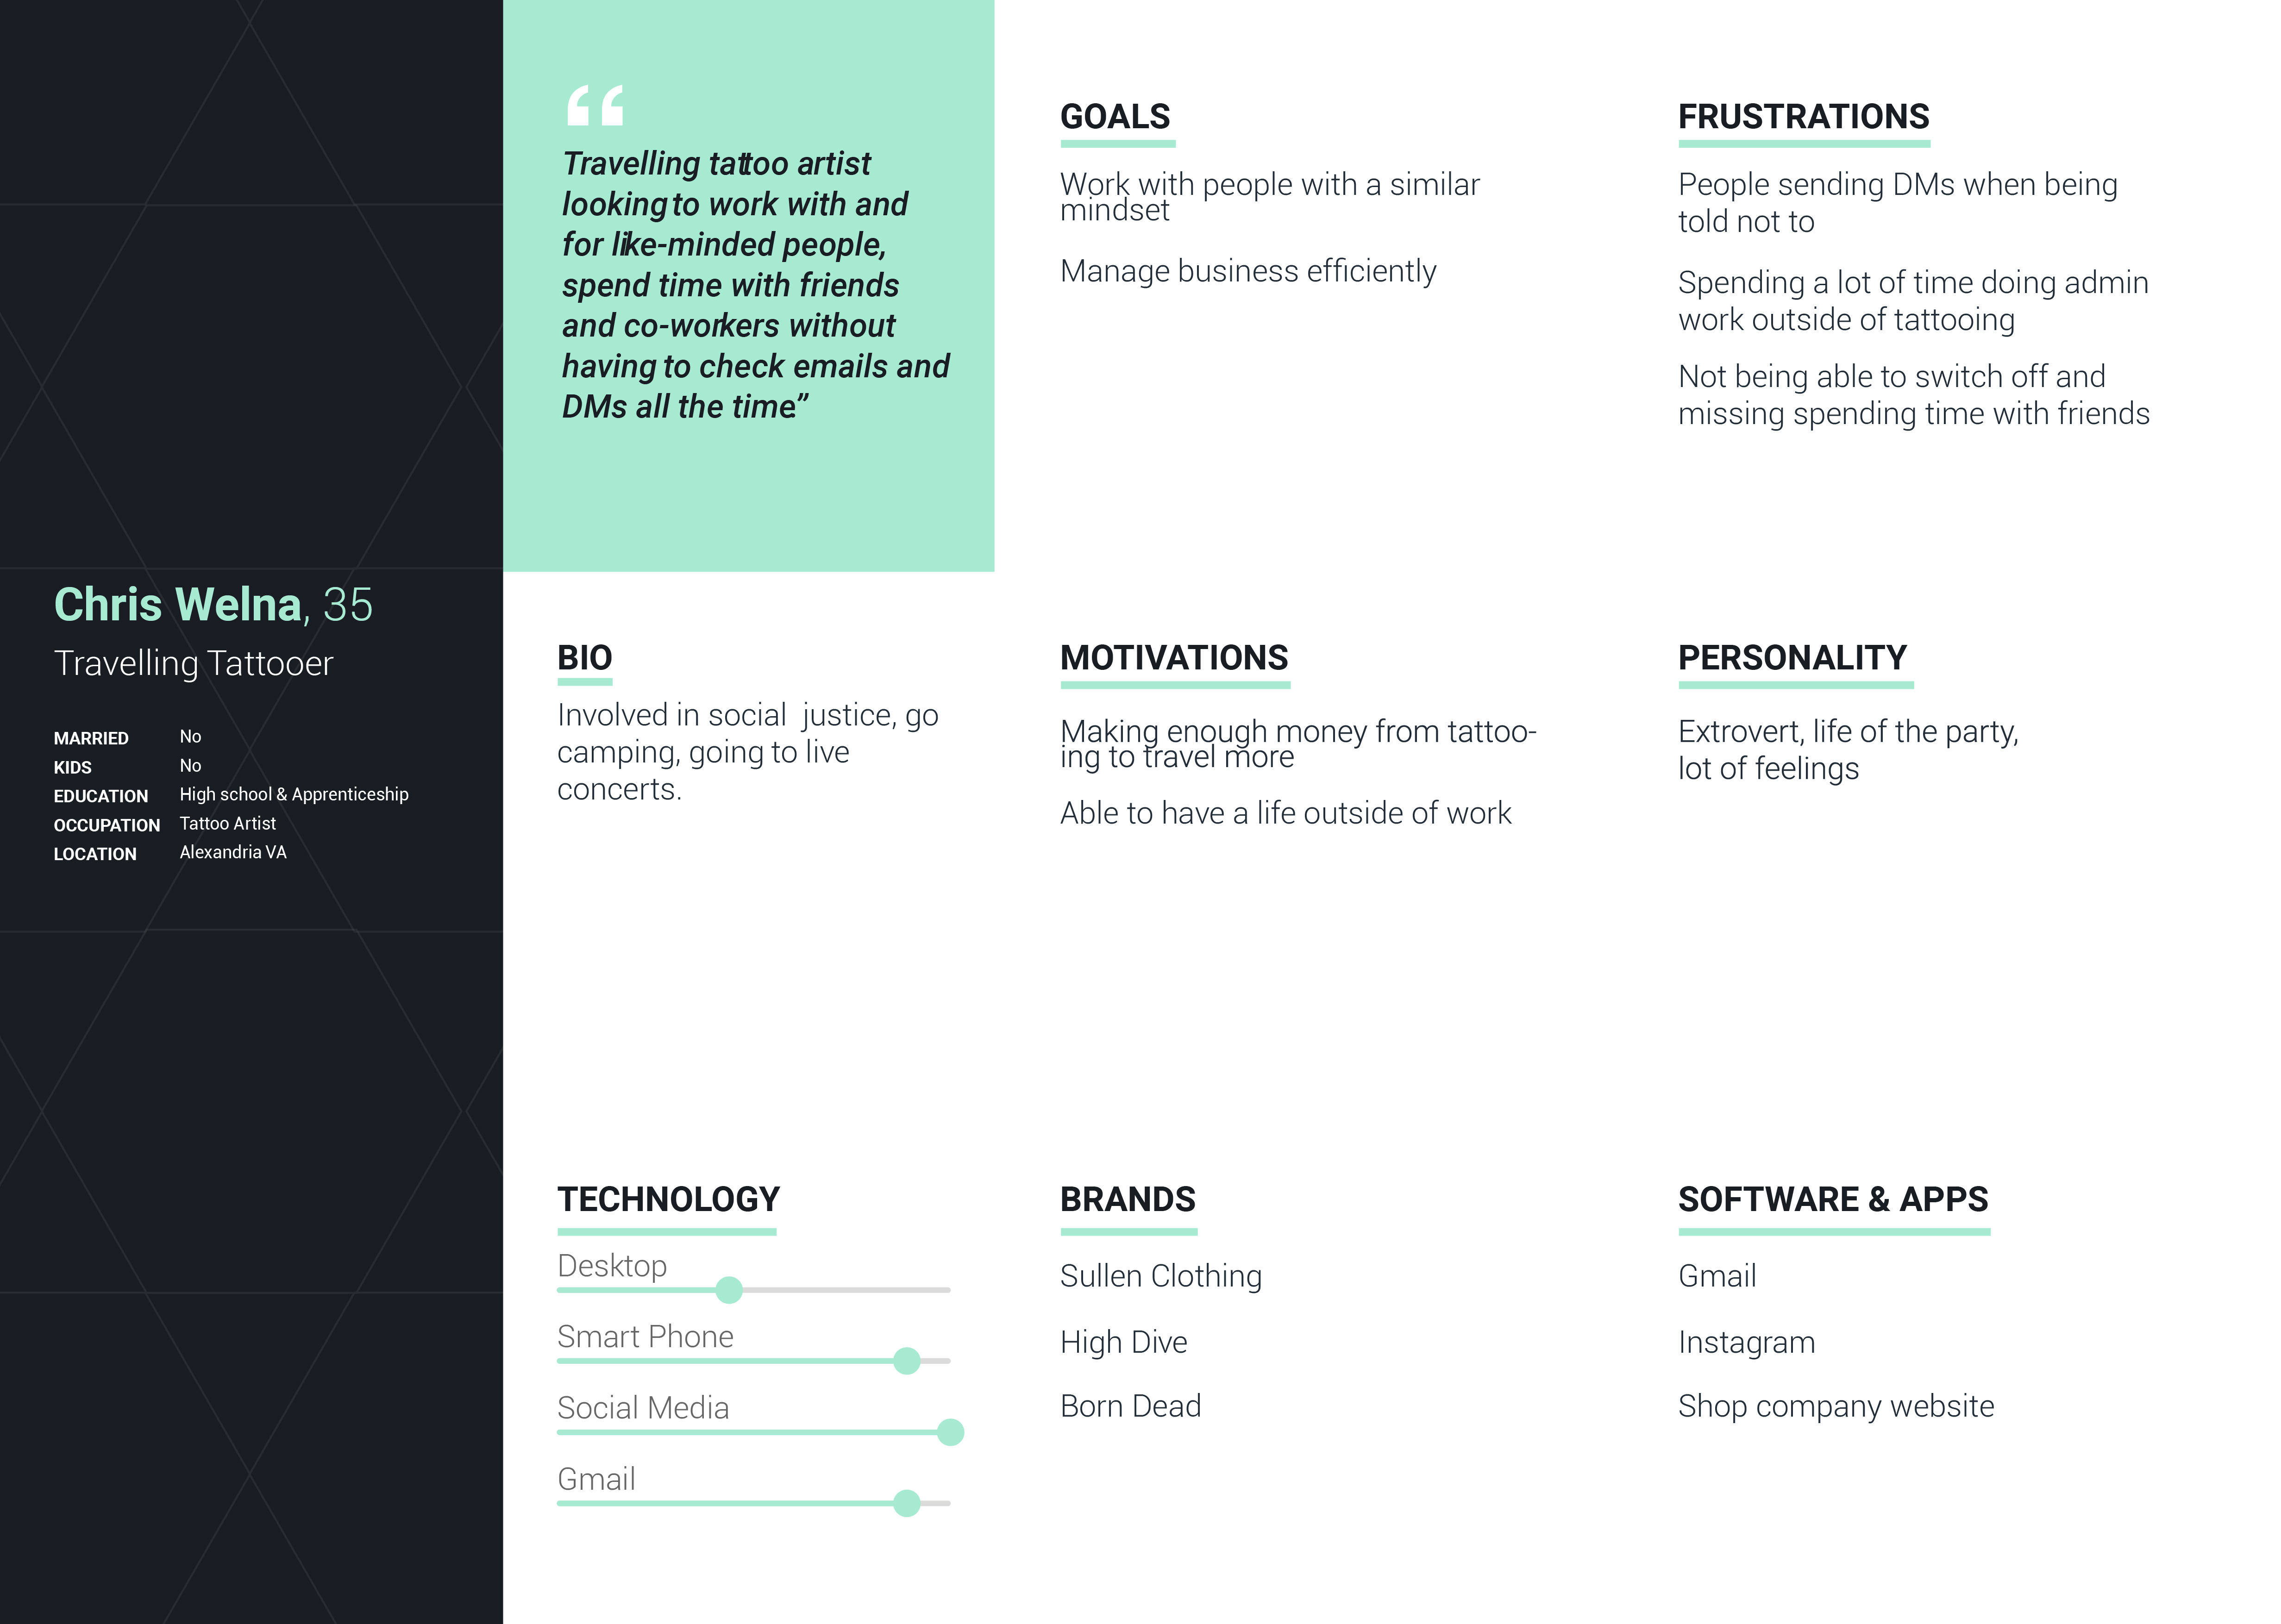 Chris Welna, 35
Travelling Tattooer
MARRIED No
KIDS No
EDUCATION High school & Apprenticeship
OCCUPATION Tattoo Artist
LOCATION Alexandria VA
“
Travelling tattoo artist
looking to work with and
for like-minded people,
spend time with friends
and co-workers without
having to check emails and
DMs all the time.”
GOALS
Work with people with a similar
mindset
Manage business efficiently
FRUSTRATIONS
People sending DMs when being
told not to
Spending a lot of time doing admin
work outside of tattooing
Not being able to switch off and
missing spending time with friends
BIO
Involved in social justice, go
camping, going to live
concerts.
MOTIVATIONS
Making enough money from tattoo-
ing to travel more
Able to have a life outside of work
PERSONALITY
Extrovert, life of the party,
lot of feelings
TECHNOLOGY
Desktop
Smart Phone
Social Media
Gmail
BRANDS
Sullen Clothing
High Dive
Born Dead
SOFTWARE & APPS
Gmail
Instagram
Shop company website